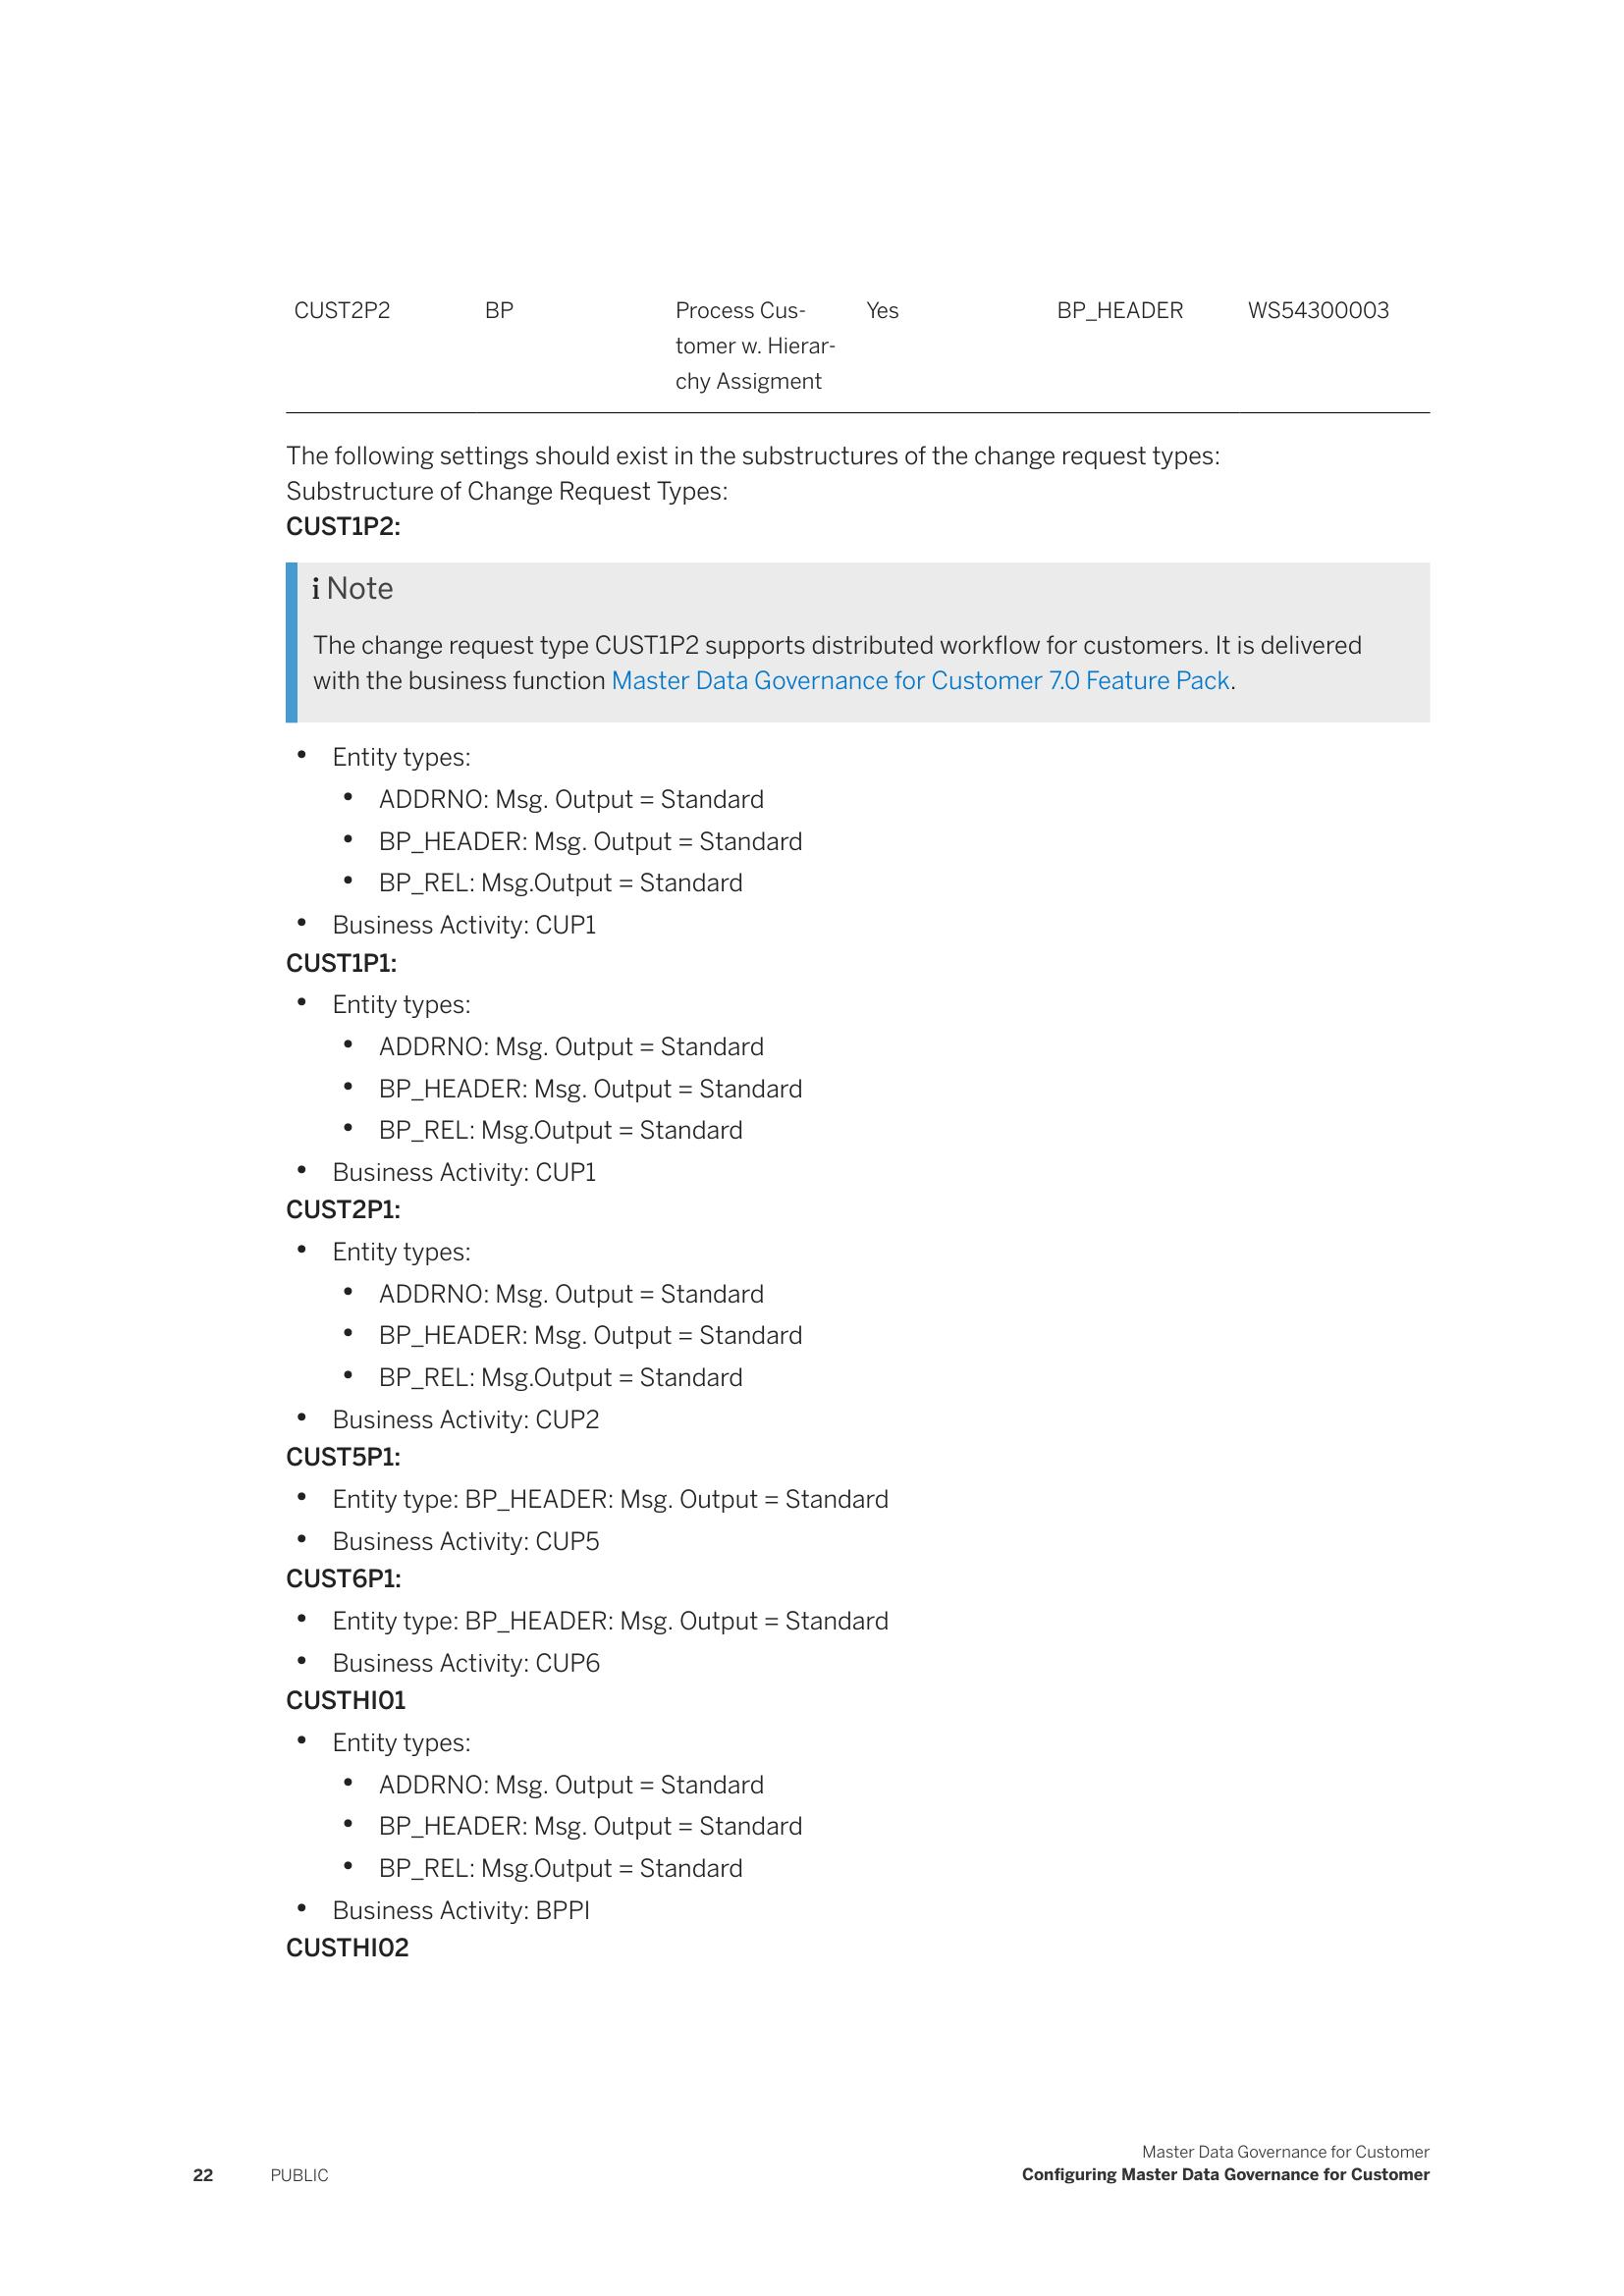 CUST2P2 BP Process Cus- Yes BP_HEADER WS54300003
tomer w. Hierar-
chy Assigment
The following settings should exist in the substructures of the change request types:
Substructure of Change Request Types:
CUST1P2:
i Note
The change request type CUST1P2 supports distributed workflow for customers. It is delivered
with the business function Master Data Governance for Customer 7.0 Feature Pack.
• Entity types:
• ADDRNO: Msg. Output = Standard
• BP_HEADER: Msg. Output = Standard
• BP_REL: Msg.Output = Standard
• Business Activity: CUP1
CUST1P1:
• Entity types:
• ADDRNO: Msg. Output = Standard
• BP_HEADER: Msg. Output = Standard
• BP_REL: Msg.Output = Standard
• Business Activity: CUP1
CUST2P1:
• Entity types:
• ADDRNO: Msg. Output = Standard
• BP_HEADER: Msg. Output = Standard
• BP_REL: Msg.Output = Standard
• Business Activity: CUP2
CUST5P1:
• Entity type: BP_HEADER: Msg. Output = Standard
• Business Activity: CUP5
CUST6P1:
• Entity type: BP_HEADER: Msg. Output = Standard
• Business Activity: CUP6
CUSTHI01
• Entity types:
• ADDRNO: Msg. Output = Standard
• BP_HEADER: Msg. Output = Standard
• BP_REL: Msg.Output = Standard
• Business Activity: BPPI
CUSTHI02
Master Data Governance for Customer
22 PUBLIC Configuring Master Data Governance for Customer